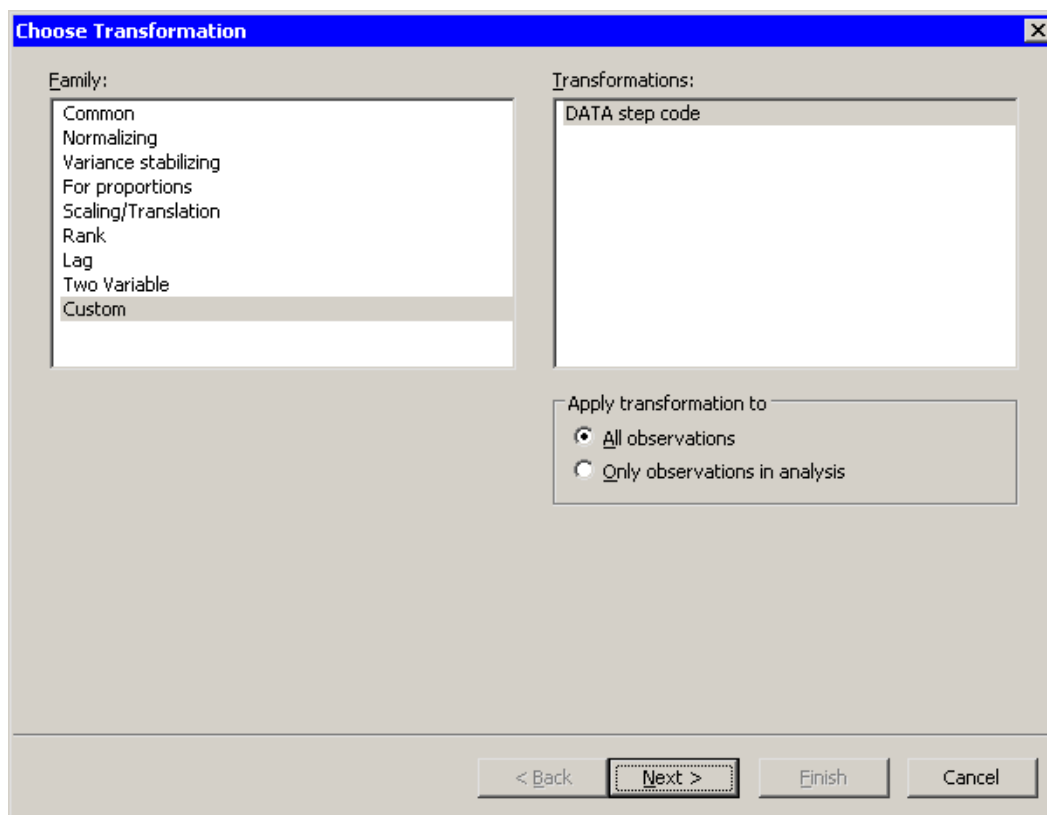 Choose Transformation
Family:
Common
Normalizing
Variance stabilizing
For proportions
Scaling/Translation
Rank
Lag
Two Variable
Custom
Transformations:
DATA step code
Apply transformation to
All observations
Only observations in analysis
< Back
Next >
Finish
Cancel